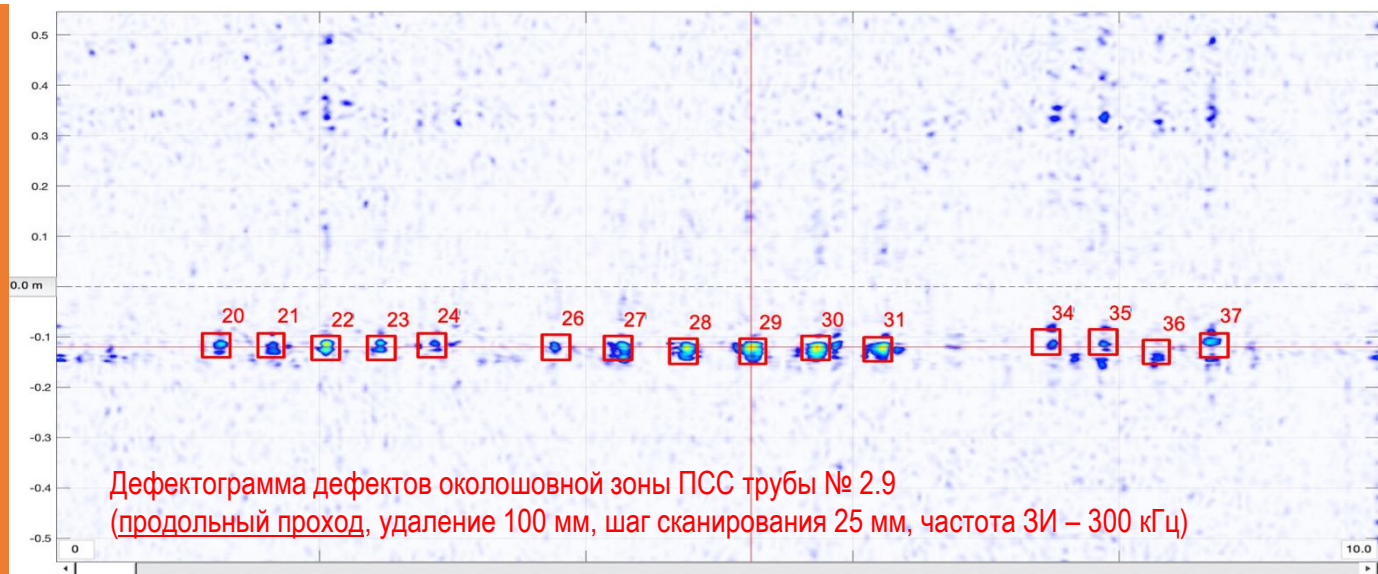 0.5
0.4
0.3
0.2
0.1
0.0 m
20 21 22 23 24 26 27 28 29 30 31 34 35 36 37
-0.1
-0.2
-0.3
-0.4
-0.5
Дефектограмма дефектов околошовной зоны ПСС трубы № 2.9
(продольный проход, удаление 100 мм, шаг сканирования 25 мм, частота ЗИ – 300 кГц)
0 10.0